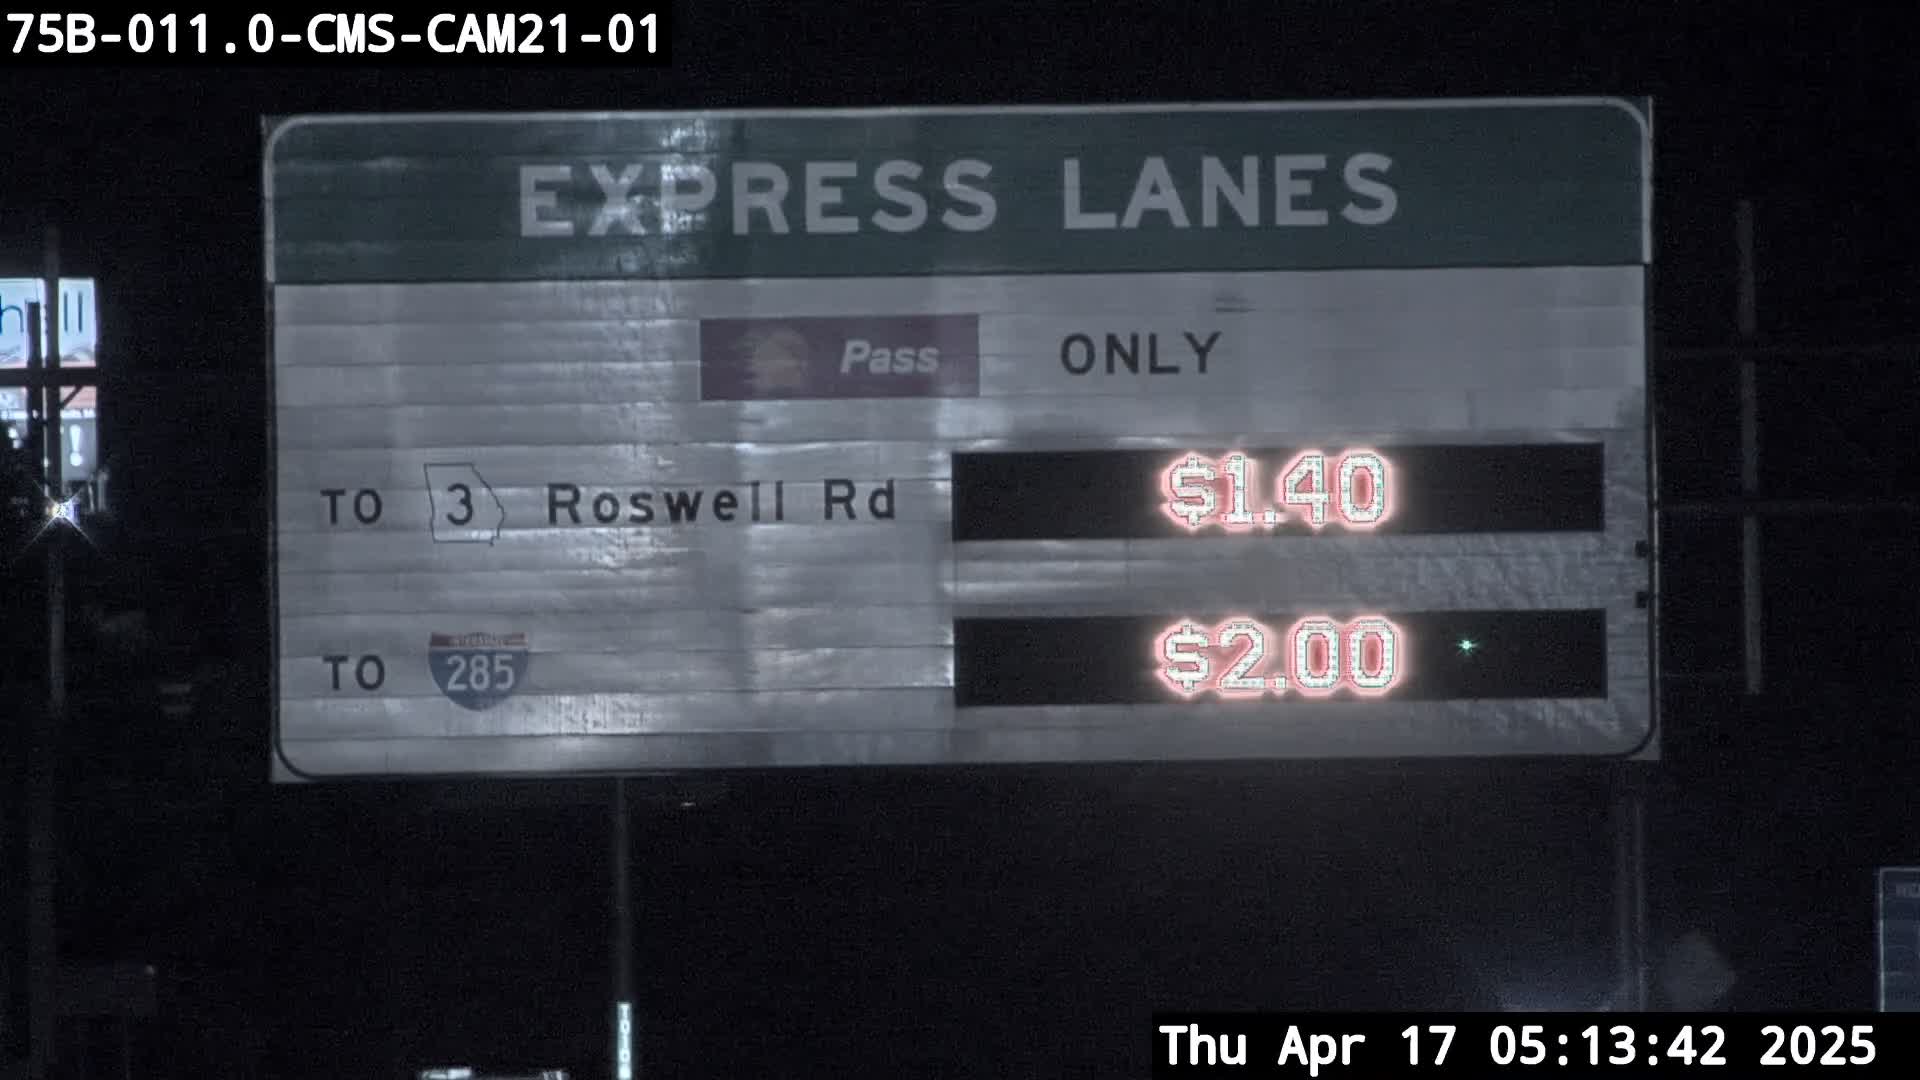 75B-011.0-CMS-CAM21-01
EXPRESS LANES
Pass ONLY
TO 3 Roswell Rd $1.40
INTERSTATE
TO 285 $2.00
Thu Apr 17 05:13:42 2025